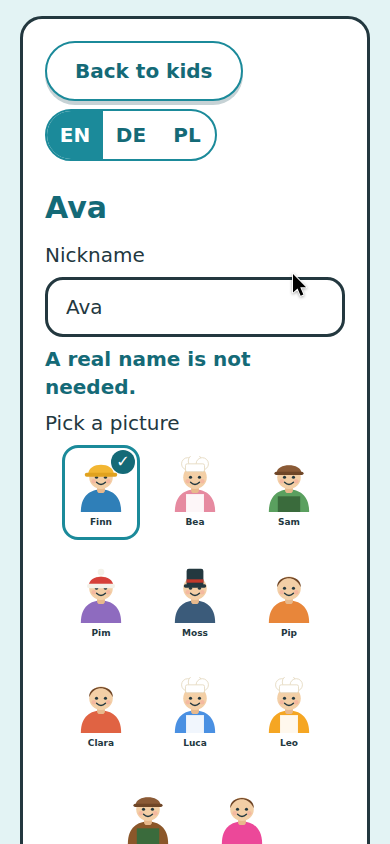 Back to kids
EN DE PL
Ava
Nickname
Ava
A real name is not
needed.
Pick a picture
Finn Bea Sam
Pim Moss Pip
Clara Luca Leo